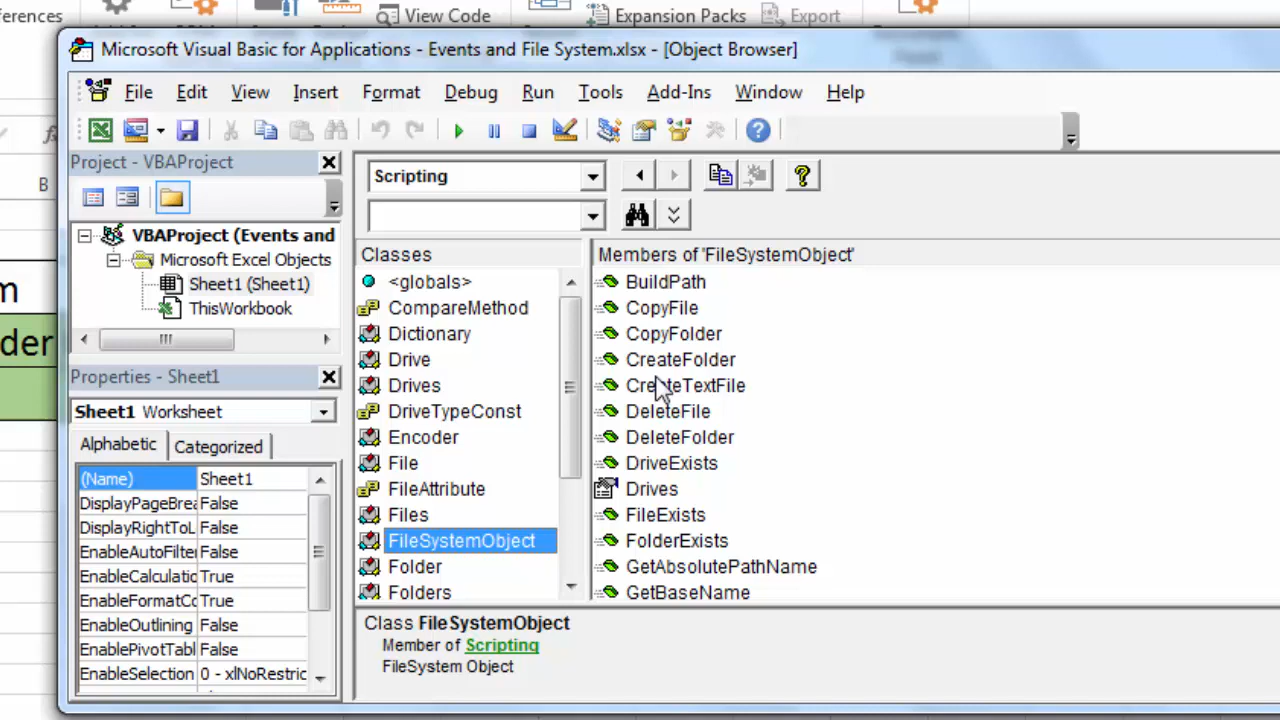 erences
View Code
Expansion Packs
Export
Microsoft Visual Basic for Applications - Events and File System.xlsx - [Object Browser]
File Edit View Insert Format Debug Run Tools Add-Ins Window Help
B
m
der
Project - VBAProject
VBAProject (Events and
Microsoft Excel Objects
Sheet1 (Sheet1)
ThisWorkbook
Properties - Sheet1
Sheet1 Worksheet
Alphabetic Categorized
(Name) Sheet1
DisplayPageBrea False
DisplayRightToL False
EnableAutoFilter False
EnableCalculatio True
EnableFormatCo True
EnableOutlining False
EnablePivotTabl False
EnableSelection 0 - xlNoRestric
Scripting
Classes
<globals>
CompareMethod
Dictionary
Drive
Drives
DriveTypeConst
Encoder
File
FileAttribute
Files
FileSystemObject
Folder
Folders
Members of 'FileSystemObject'
BuildPath
CopyFile
CopyFolder
CreateFolder
CreateTextFile
DeleteFile
DeleteFolder
DriveExists
Drives
FileExists
FolderExists
GetAbsolutePathName
GetBaseName
Class FileSystemObject
Member of Scripting
FileSystem Object